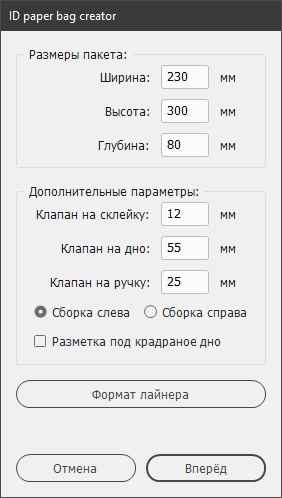 ID paper bag creator
Размеры пакета:
Ширина: 230 мм
Высота: 300 мм
Глубина: 80 мм
Дополнительные параметры:
Клапан на склейку: 12 мм
Клапан на дно: 55 мм
Клапан на ручку: 25 мм
Сборка слева Сборка справа
Разметка под крадраное дно
Формат лайнера
Отмена Вперёд